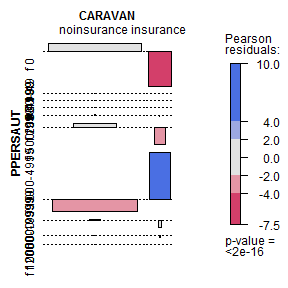 CARAVAN
noinsurance insurance
PPERSAUT
f0
Pearson
residuals:
10.0
4.0
2.0
0.0
-2.0
-4.0
-7.5
p-value =
<2e-16